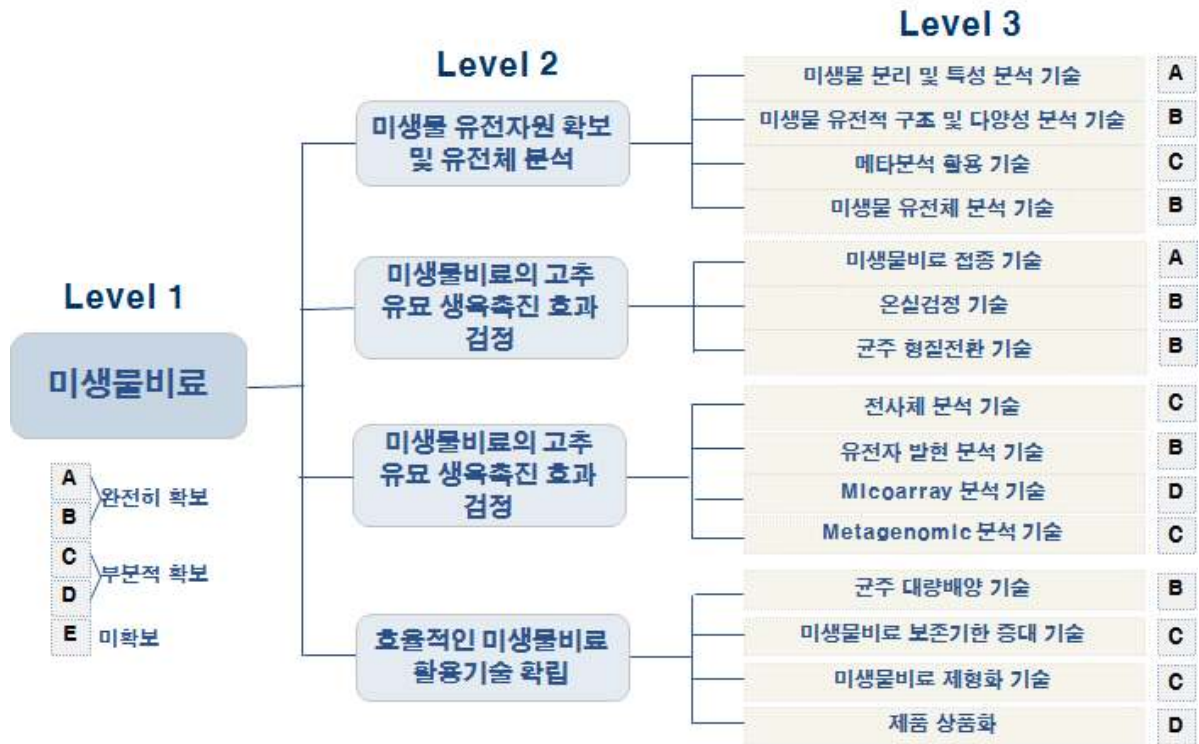 Level 1
미생물비료
A
B
완전히 확보
C
D
부분적 확보
E
미확보
Level 2
미생물 유전자원 확보
및 유전체 분석
미생물비료의 고추
유묘 생육촉진 효과
검정
미생물비료의 고추
유묘 생육촉진 효과
검정
효율적인 미생물비료
활용기술 확립
Level 3
미생물 분리 및 특성 분석 기술 A
미생물 유전적 구조 및 다양성 분석 기술 B
메타분석 활용 기술 C
미생물 유전체 분석 기술 B
미생물비료 접종 기술 A
온실검정 기술 B
균주 형질전환 기술 B
전사체 분석 기술 C
유전자 발현 분석 기술 B
Micoarray 분석 기술 D
Metagenomic 분석 기술 C
균주 대량배양 기술 B
미생물비료 보존기한 증대 기술 C
미생물비료 제형화 기술 C
제품 상품화 D